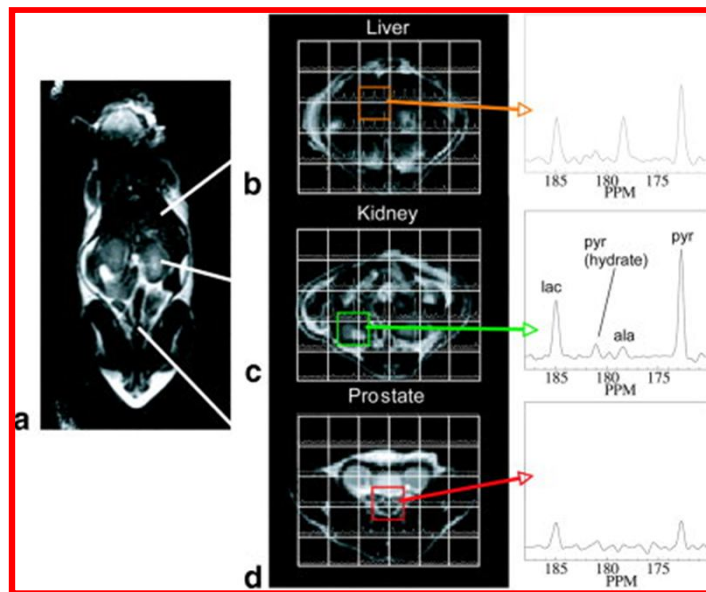 Liver
b
185
180
175
PPM
Kidney
pyr
pyr
(hydrate)
lac
ala
c
185
180
175
PPM
a
Prostate
d
185
180
175
PPM